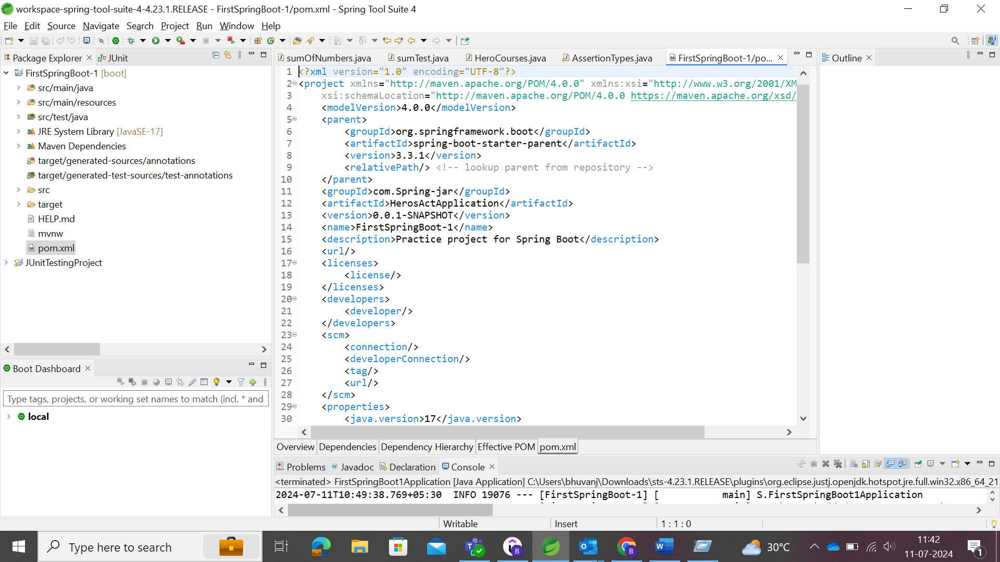 workspace-spring-tool-suite-4-4.23.1.RELEASE - FirstSpringBoot-1/pom.xml - Spring Tool Suite 4
File Edit Source Navigate Search Project Run Window Help
Package Explorer
JUnit
FirstSpringBoot-1 [boot]
src/main/java
src/main/resources
src/test/java
JRE System Library [JavaSE-17]
Maven Dependencies
target/generated-sources/annotations
target/generated-test-sources/test-annotations
src
target
HELP.md
mvnw
pom.xml
JUnitTestingProject
Boot Dashboard
Type tags, projects, or working set names to match (incl. * and
local
sumOfNumbers.java sumTest.java HeroCourses.java AssertionTypes.java FirstSpringBoot-1/po...
1 <?xml version="1.0" encoding="UTF-8"?>
2 <project xmlns="http://maven.apache.org/POM/4.0.0" xmlns:xsi="http://www.w3.org/2001/XM
3 xsi:schemaLocation="http://maven.apache.org/POM/4.0.0 https://maven.apache.org/xsd/
4 <modelVersion>4.0.0</modelVersion>
5 <parent>
6 <groupId>org.springframework.boot</groupId>
7 <artifactId>spring-boot-starter-parent</artifactId>
8 <version>3.3.1</version>
9 <relativePath/> <!-- lookup parent from repository -->
10 </parent>
11 <groupId>com.Spring-jar</groupId>
12 <artifactId>HerosActApplication</artifactId>
13 <version>0.0.1-SNAPSHOT</version>
14 <name>FirstSpringBoot-1</name>
15 <description>Practice project for Spring Boot</description>
16 <url/>
17 <licenses>
18 <license/>
19 </licenses>
20 <developers>
21 <developer/>
22 </developers>
23 <scm>
24 <connection/>
25 <developerConnection/>
26 <tag/>
27 <url/>
28 </scm>
29 <properties>
30 <java.version>17</java.version>
Overview Dependencies Dependency Hierarchy Effective POM pom.xml
Outline
Problems Javadoc Declaration Console
<terminated> FirstSpringBoot1Application [Java Application] C:\Users\bhuvanj\Downloads\sts-4.23.1.RELEASE\plugins\org.eclipse.justj.openjdk.hotspot.jre.full.win32.x86_64_21
2024-07-11T10:49:38.769+05:30 INFO 19076 --- [FirstSpringBoot-1] [ main] S.FirstSpringBoot1Application
Writable Insert 1 : 1 : 0
Type here to search
30°C
11:42
11-07-2024
1